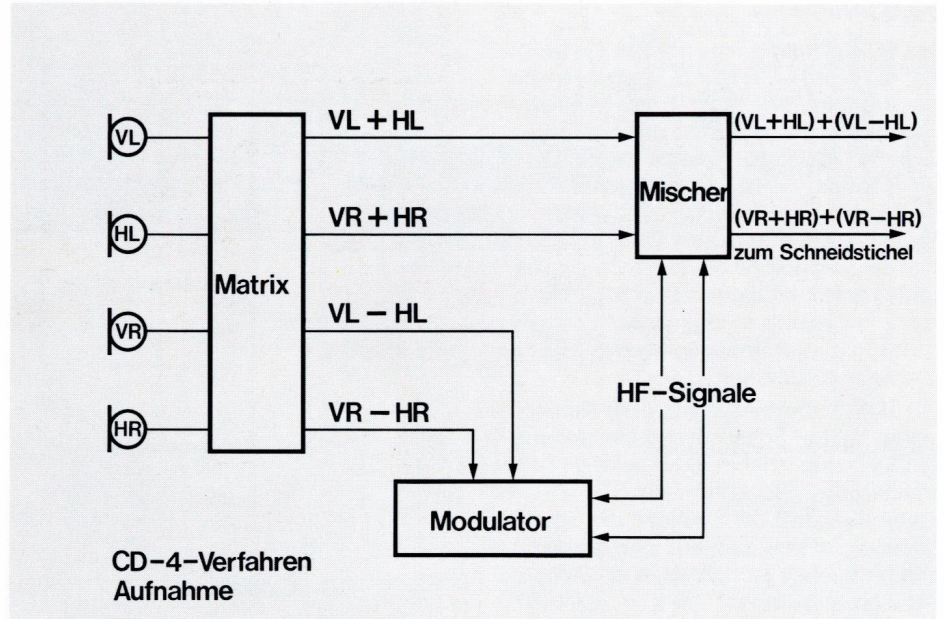 VL
HL
VR
HR
Matrix
VL + HL
VR + HR
VL – HL
VR – HR
Mischer
(VL+HL)+(VL–HL)
(VR+HR)+(VR–HR)
zum Schneidstichel
HF–Signale
Modulator
CD–4–Verfahren
Aufnahme